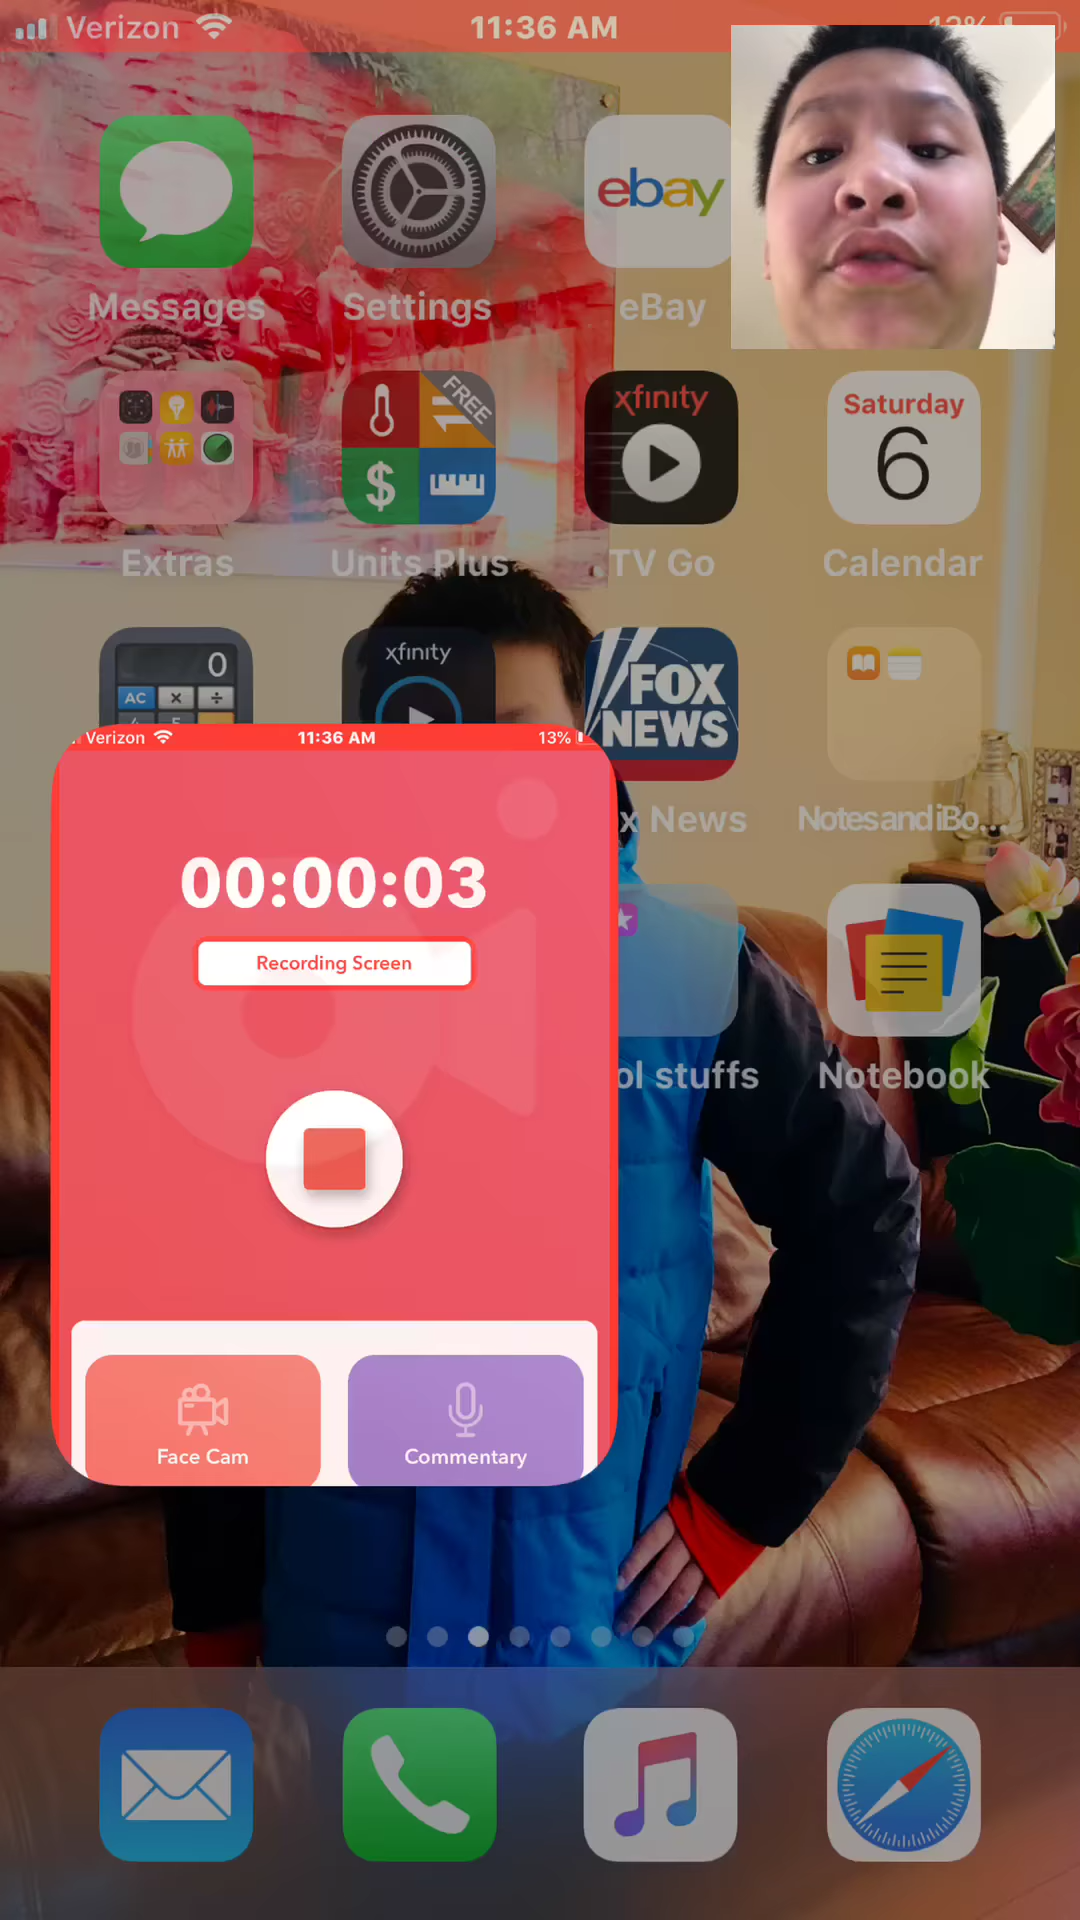 Verizon
11:36 AM
ebay
Messages
Settings
eBay
FREE
$
xfinity
Saturday
6
Extras
Units Plus
TV Go
Calendar
0
AC
×
÷
xfinity
FOX
NEWS
Verizon
11:36 AM
13%
x News
NotesandiBo...
00:00:03
Recording Screen
ol stuffs
Notebook
Face Cam
Commentary